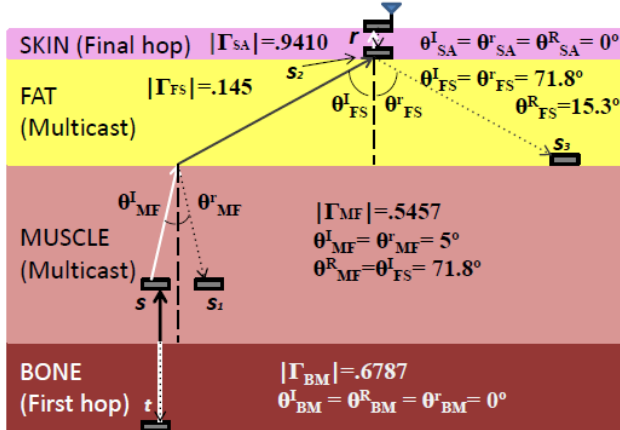 SKIN (Final hop) |ΓSA|=.9410 r θᴵSA= θʳSA= θᴿSA= 0º
FAT
(Multicast)
|ΓFS|=.145
s₂
θᴵFS θʳFS
θᴵFS= θʳFS= 71.8º
θᴿFS=15.3º
s₃
θᴵMF θʳMF
MUSCLE
(Multicast)
|ΓMF|=.5457
θᴵMF= θʳMF= 5º
θᴿMF=θᴵFS= 71.8º
s s₁
BONE
(First hop) t
|ΓBM|=.6787
θᴵBM = θᴿBM = θʳBM= 0º